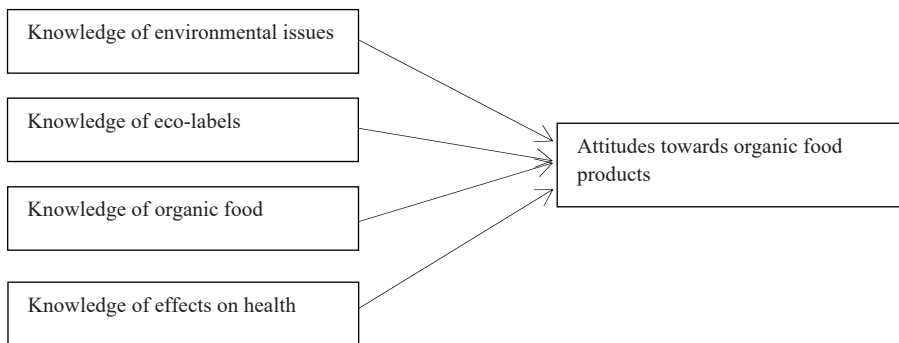 Knowledge of environmental issues
Knowledge of eco-labels
Knowledge of organic food
Knowledge of effects on health
Attitudes towards organic food
products